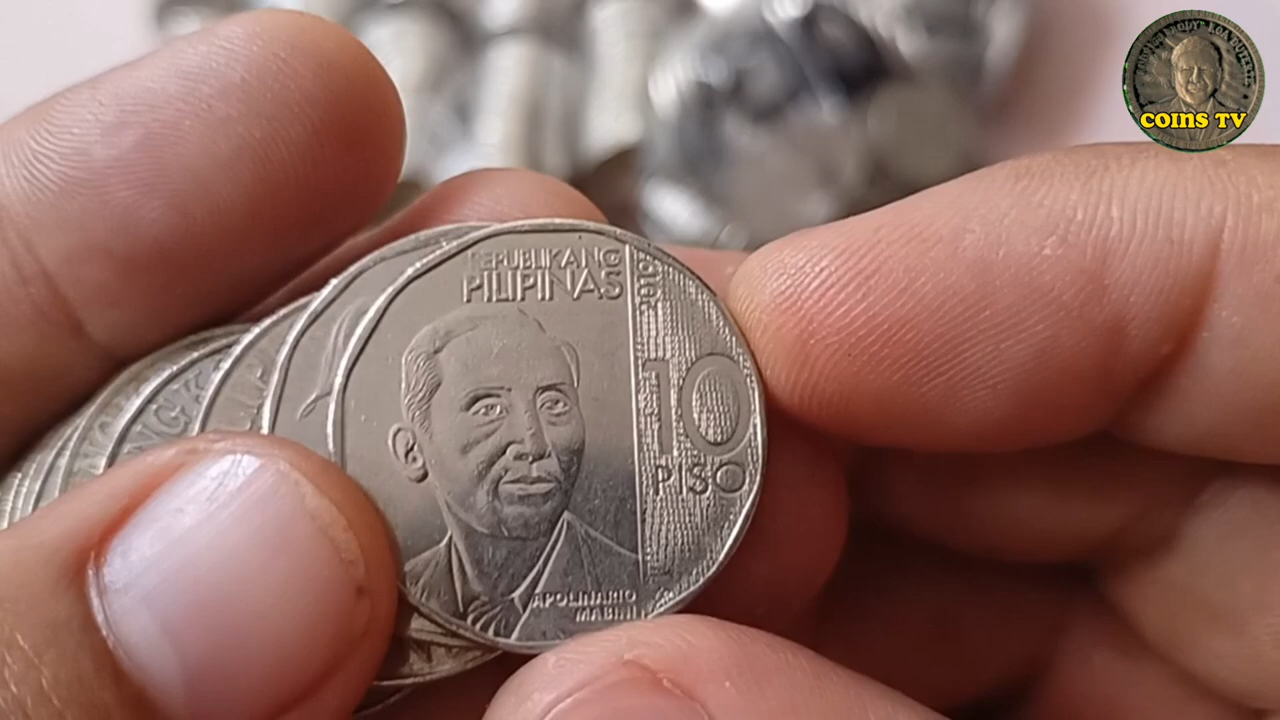 REPUBLIKANG
PILIPINAS
2019
10
PISO
APOLINARIO
MABINI
COINS TV